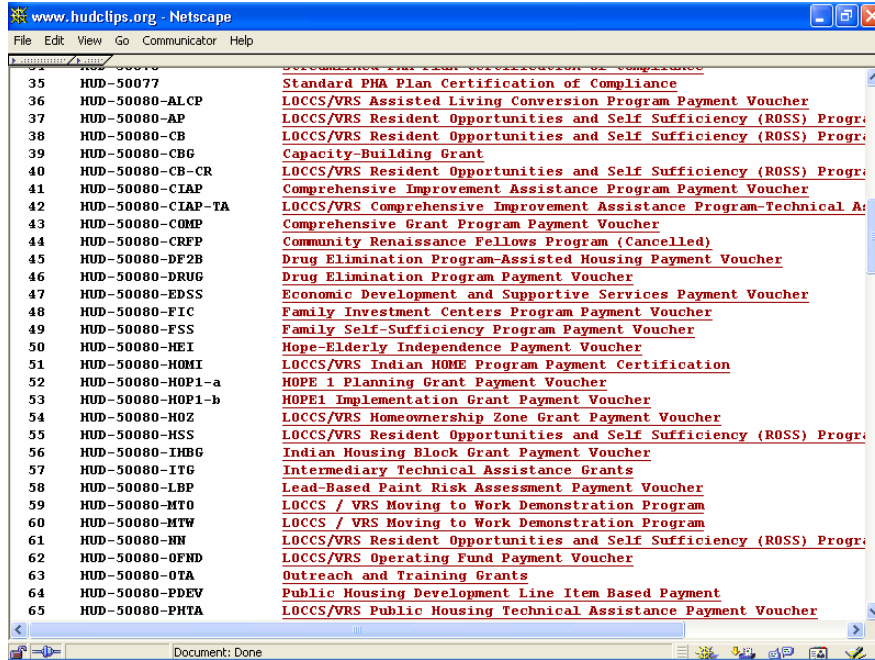 www.hudclips.org - Netscape
File Edit View Go Communicator Help
35 HUD-50077 Standard PHA Plan Certification of Compliance
36 HUD-50080-ALCP LOCCS/VRS Assisted Living Conversion Program Payment Voucher
37 HUD-50080-AP LOCCS/VRS Resident Opportunities and Self Sufficiency (ROSS) Progra
38 HUD-50080-CB LOCCS/VRS Resident Opportunities and Self Sufficiency (ROSS) Progra
39 HUD-50080-CBG Capacity-Building Grant
40 HUD-50080-CB-CR LOCCS/VRS Resident Opportunities and Self Sufficiency (ROSS) Progra
41 HUD-50080-CIAP Comprehensive Improvement Assistance Program Payment Voucher
42 HUD-50080-CIAP-TA LOCCS/VRS Comprehensive Improvement Assistance Program-Technical As
43 HUD-50080-COMP Comprehensive Grant Program Payment Voucher
44 HUD-50080-CRFP Community Renaissance Fellows Program (Cancelled)
45 HUD-50080-DF2B Drug Elimination Program-Assisted Housing Payment Voucher
46 HUD-50080-DRUG Drug Elimination Program Payment Voucher
47 HUD-50080-EDSS Economic Development and Supportive Services Payment Voucher
48 HUD-50080-FIC Family Investment Centers Program Payment Voucher
49 HUD-50080-FSS Family Self-Sufficiency Program Payment Voucher
50 HUD-50080-HEI Hope-Elderly Independence Payment Voucher
51 HUD-50080-HOMI LOCCS/VRS Indian HOME Program Payment Certification
52 HUD-50080-HOP1-a HOPE 1 Planning Grant Payment Voucher
53 HUD-50080-HOP1-b HOPE1 Implementation Grant Payment Voucher
54 HUD-50080-HOZ LOCCS/VRS Homeownership Zone Grant Payment Voucher
55 HUD-50080-HSS LOCCS/VRS Resident Opportunities and Self Sufficiency (ROSS) Progra
56 HUD-50080-IHBG Indian Housing Block Grant Payment Voucher
57 HUD-50080-ITG Intermediary Technical Assistance Grants
58 HUD-50080-LBP Lead-Based Paint Risk Assessment Payment Voucher
59 HUD-50080-MTO LOCCS / VRS Moving to Work Demonstration Program
60 HUD-50080-MTW LOCCS / VRS Moving to Work Demonstration Program
61 HUD-50080-NN LOCCS/VRS Resident Opportunities and Self Sufficiency (ROSS) Progra
62 HUD-50080-OFND LOCCS/VRS Operating Fund Payment Voucher
63 HUD-50080-OTA Outreach and Training Grants
64 HUD-50080-PDEV Public Housing Development Line Item Based Payment
65 HUD-50080-PHTA LOCCS/VRS Public Housing Technical Assistance Payment Voucher
Document: Done